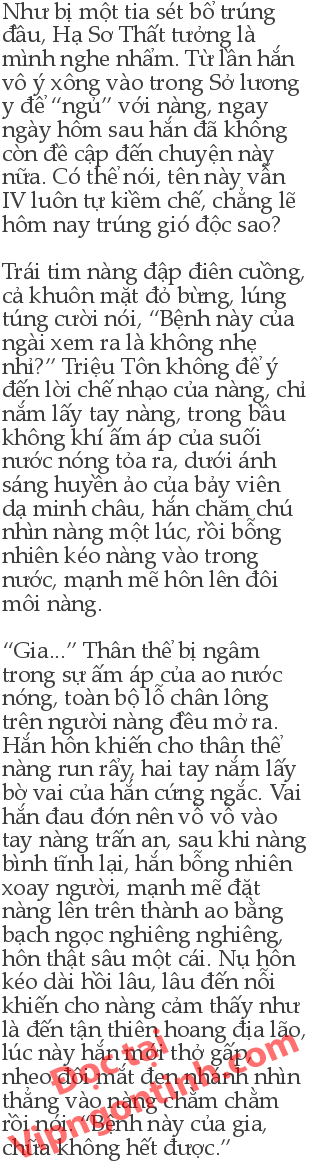 Như bị một tia sét bổ trúng
đầu, Hạ Sơ Thất tưởng là
mình nghe nhầm. Từ lần hắn
vô ý xông vào trong Sở lương
y để “ngủ” với nàng, ngay
ngày hôm sau hắn đã không
còn đề cập đến chuyện này
nữa. Có thể nói, tên này vẫn
IV luôn tự kiềm chế, chẳng lẽ
hôm nay trúng gió độc sao?
Trái tim nàng đập điên cuồng,
cả khuôn mặt đỏ bừng, lúng
túng cười nói, “Bệnh này của
ngài xem ra là không nhẹ
nhỉ?” Triệu Tôn không để ý
đến lời chế nhạo của nàng, chỉ
nắm lấy tay nàng, trong bầu
không khí ấm áp của suối
nước nóng tỏa ra, dưới ánh
sáng huyền ảo của bảy viên
dạ minh châu, hắn chăm chú
nhìn nàng một lúc, rồi bỗng
nhiên kéo nàng vào trong
nước, mạnh mẽ hôn lên đôi
môi nàng.
“Gia...” Thân thể bị ngâm
trong sự ấm áp của ao nước
nóng, toàn bộ lỗ chân lông
trên người nàng đều mở ra.
Hắn hôn khiến cho thân thể
nàng run rẩy, hai tay nắm lấy
bờ vai của hắn cứng ngắc. Vai
hắn đau đớn nên vỗ vỗ vào
tay nàng trấn an, sau khi nàng
bình tĩnh lại, hắn bỗng nhiên
xoay người, mạnh mẽ đặt
nàng lên trên thành ao bằng
bạch ngọc nghiêng nghiêng,
hôn thật sâu một cái. Nụ hôn
kéo dài hồi lâu, lâu đến nỗi
khiến cho nàng cảm thấy như
là đến tận thiên hoang địa lão,
lúc này hắn mới thở gấp,
nheo đôi mắt đen nhánh nhìn
thẳng vào nàng chằm chằm
rồi nói: “Bệnh này của gia,
chữa không hết được.”
Đọc tại
Vipngontinh.com